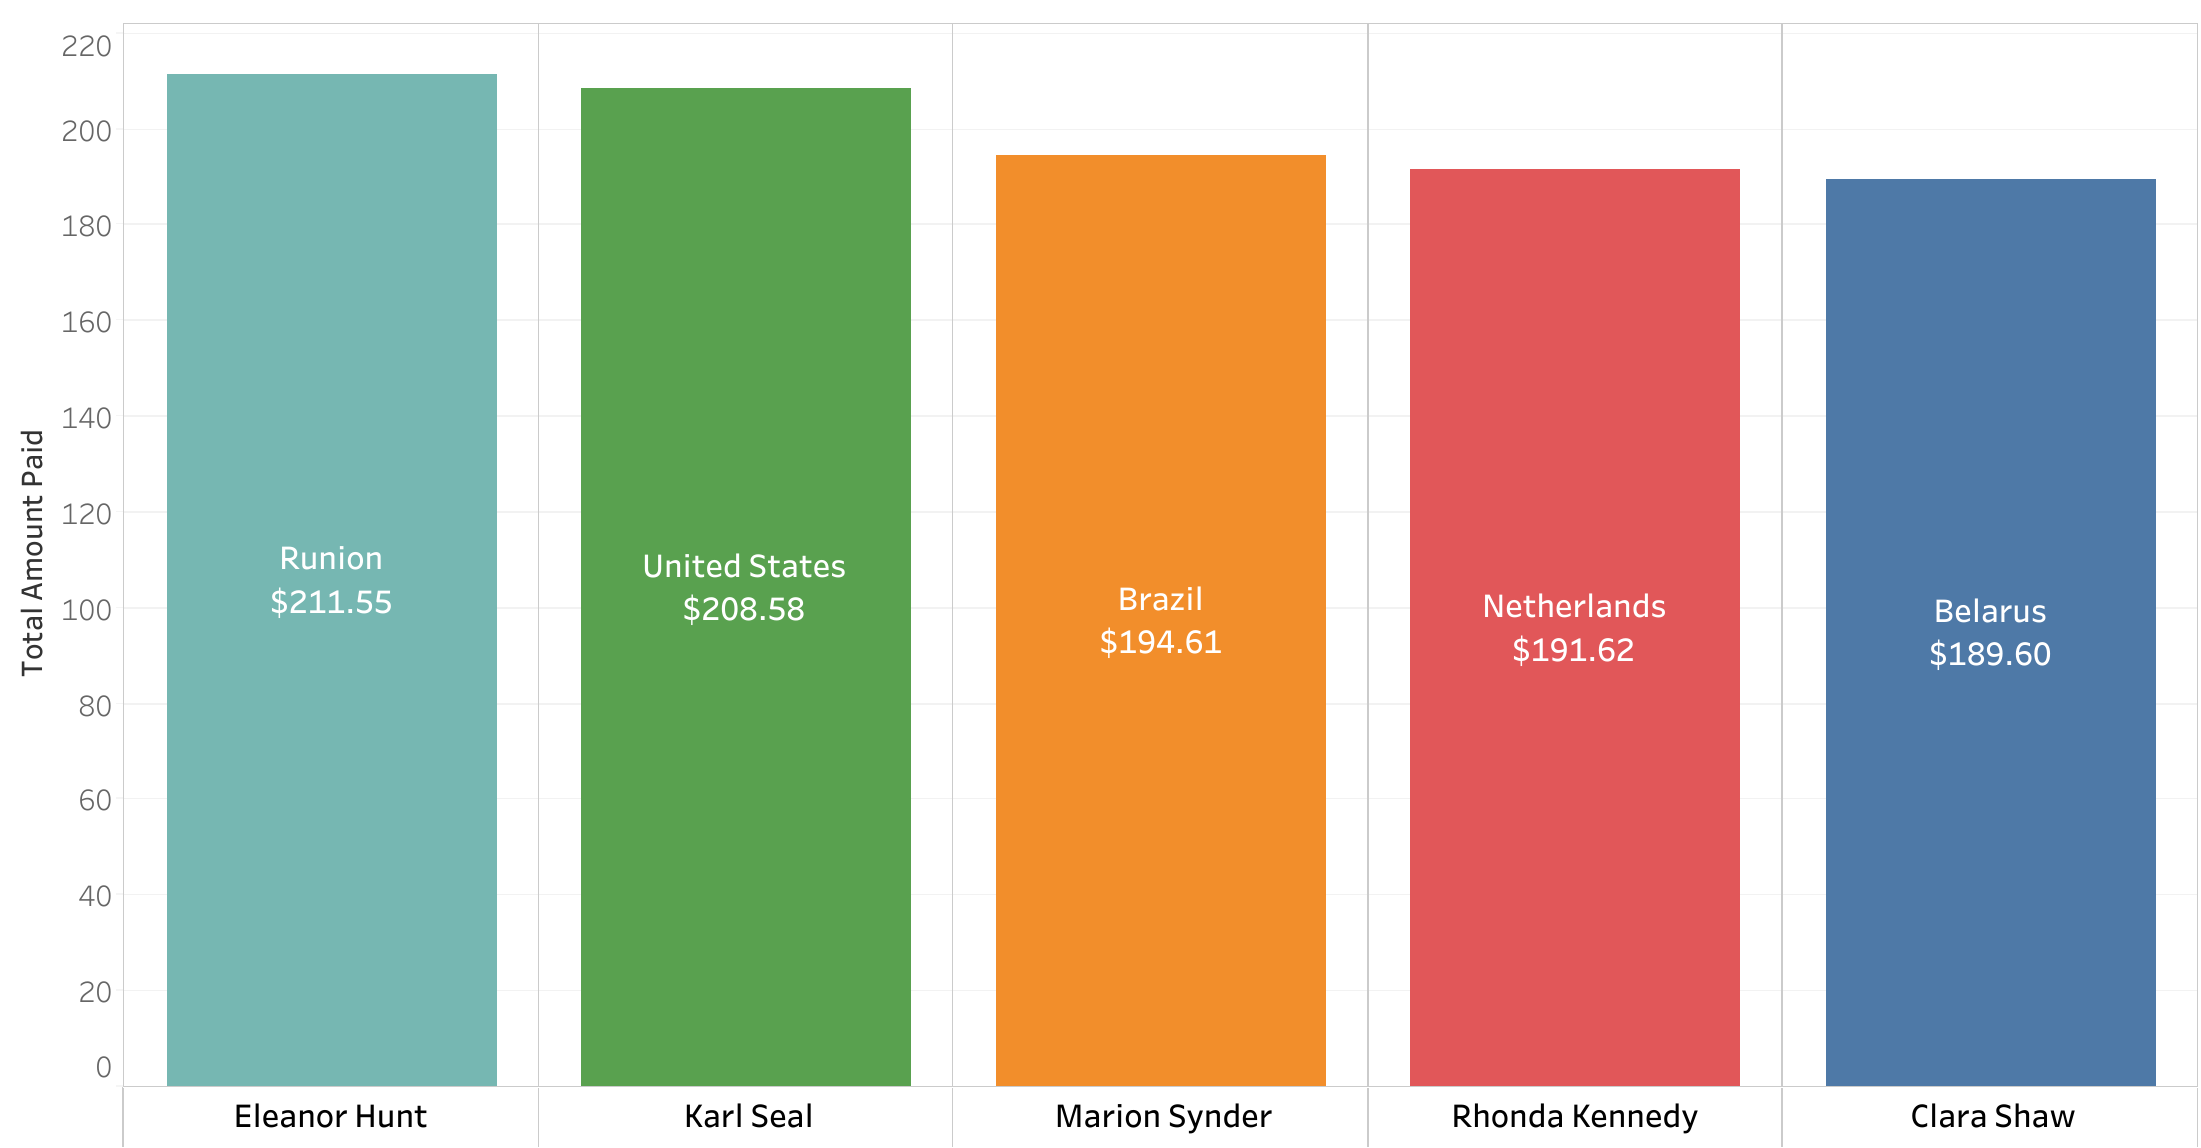 220
200
180
160
140
120
100
80
60
40
20
0
Total Amount Paid
Runion
$211.55
United States
$208.58
Brazil
$194.61
Netherlands
$191.62
Belarus
$189.60
Eleanor Hunt
Karl Seal
Marion Synder
Rhonda Kennedy
Clara Shaw